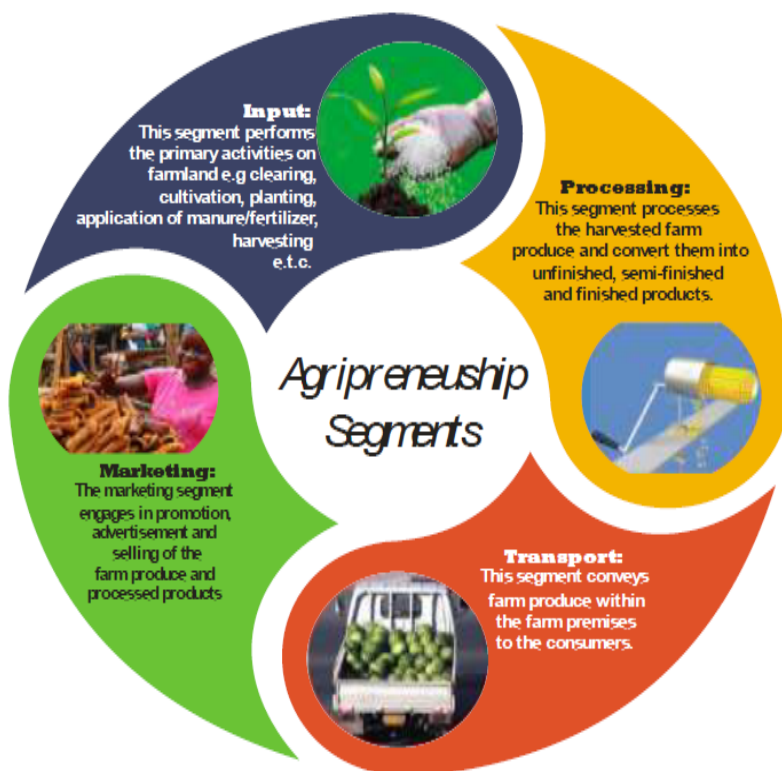 Input:
This segment performs
the primary activities on
farmland e.g clearing,
cultivation, planting,
application of manure/fertilizer,
harvesting
e.t.c.
Processing:
This segment processes
the harvested farm
produce and convert them into
unfinished, semi-finished
and finished products.
Agripreneuship
Segments
Marketing:
The marketing segment
engages in promotion,
advertisement and
selling of the
farm produce and
processed products
Transport:
This segment conveys
farm produce within
the farm premises
to the consumers.